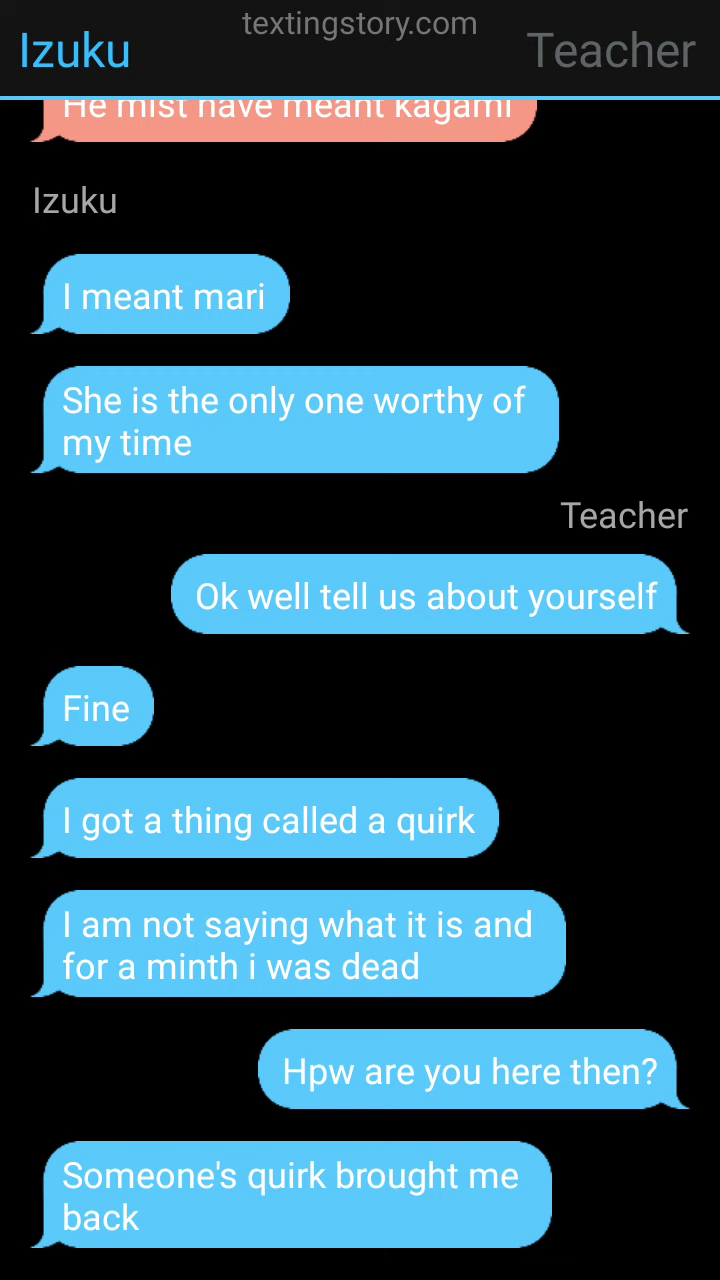 textingstory.com
Izuku
Teacher
He mist have meant kagami
Izuku
I meant mari
She is the only one worthy of
my time
Teacher
Ok well tell us about yourself
Fine
I got a thing called a quirk
I am not saying what it is and
for a minth i was dead
Hpw are you here then?
Someone's quirk brought me
back